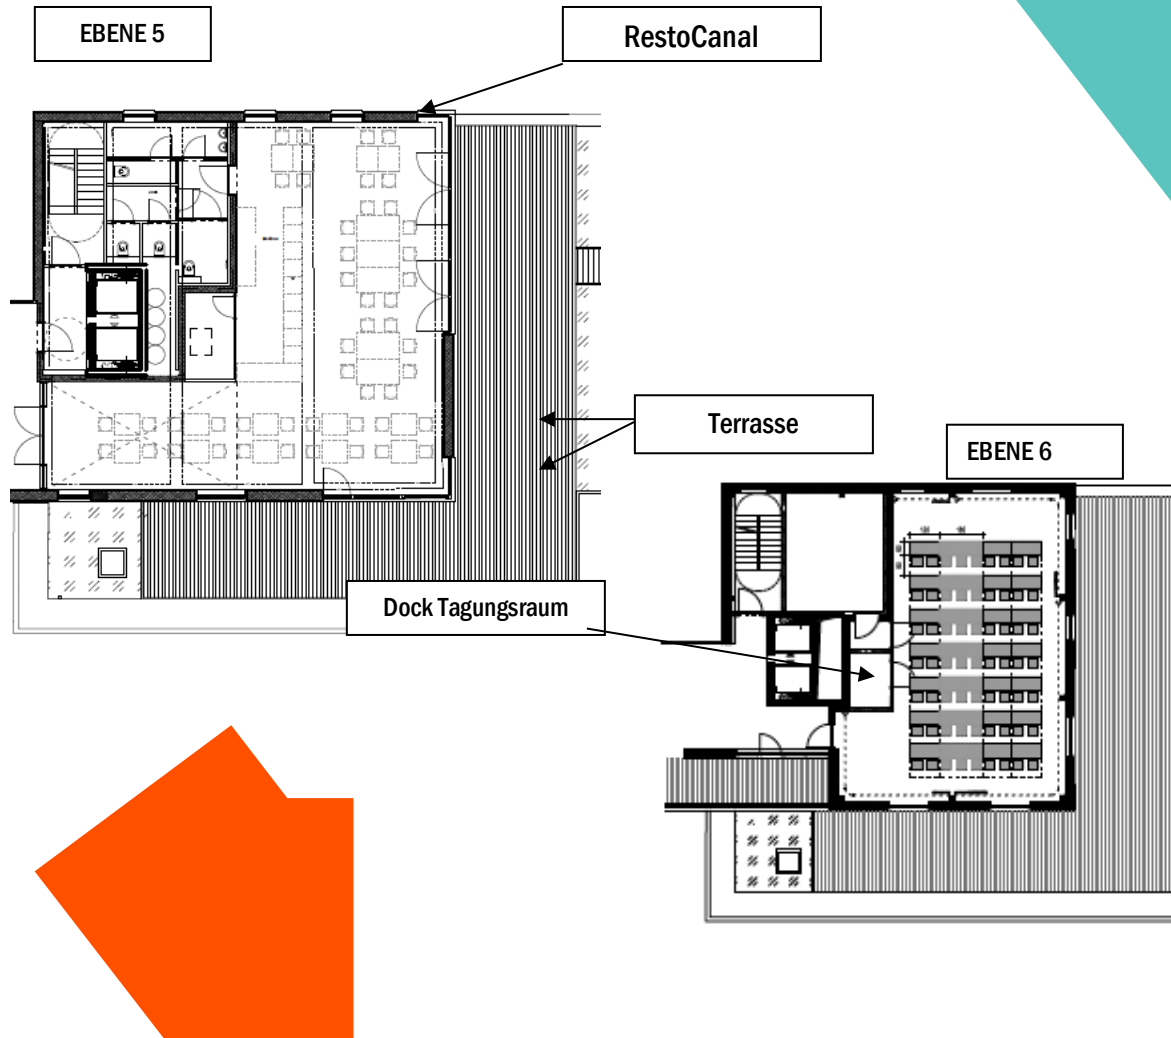 EBENE 5
RestoCanal
Terrasse
EBENE 6
Dock Tagungsraum